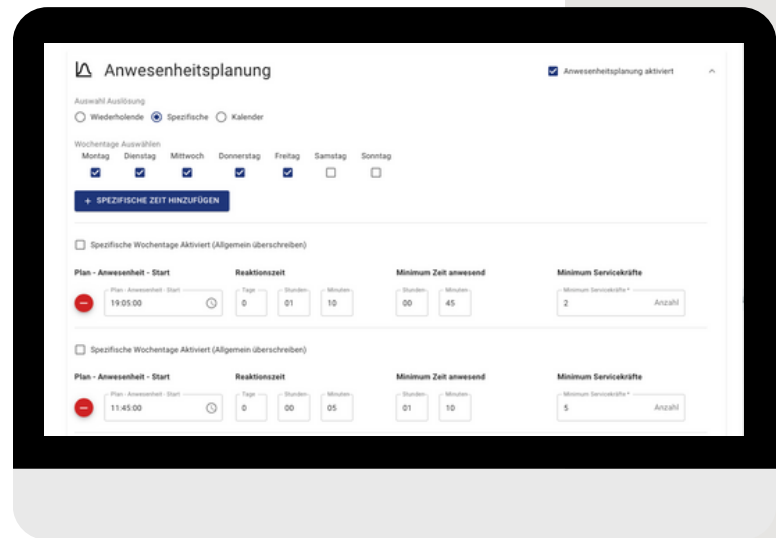 Anwesenheitsplanung
Anwesenheitsplanung aktiviert
Auswahl Auslösung
Wiederholende Spezifische Kalender
Wochentage Auswählen
Montag Dienstag Mittwoch Donnerstag Freitag Samstag Sonntag
+ SPEZIFISCHE ZEIT HINZUFÜGEN
Spezifische Wochentage Aktiviert (Allgemein überschreiben)
Plan - Anwesenheit - Start Reaktionszeit Minimum Zeit anwesend Minimum Servicekräfte
Plan - Anwesenheit - Start Tage Stunden Minuten Stunden Minuten Minimum Servicekräfte *
19:05:00 0 01 10 00 45 2 Anzahl
Spezifische Wochentage Aktiviert (Allgemein überschreiben)
Plan - Anwesenheit - Start Reaktionszeit Minimum Zeit anwesend Minimum Servicekräfte
Plan - Anwesenheit - Start Tage Stunden Minuten Stunden Minuten Minimum Servicekräfte *
11:45:00 0 00 05 01 10 5 Anzahl